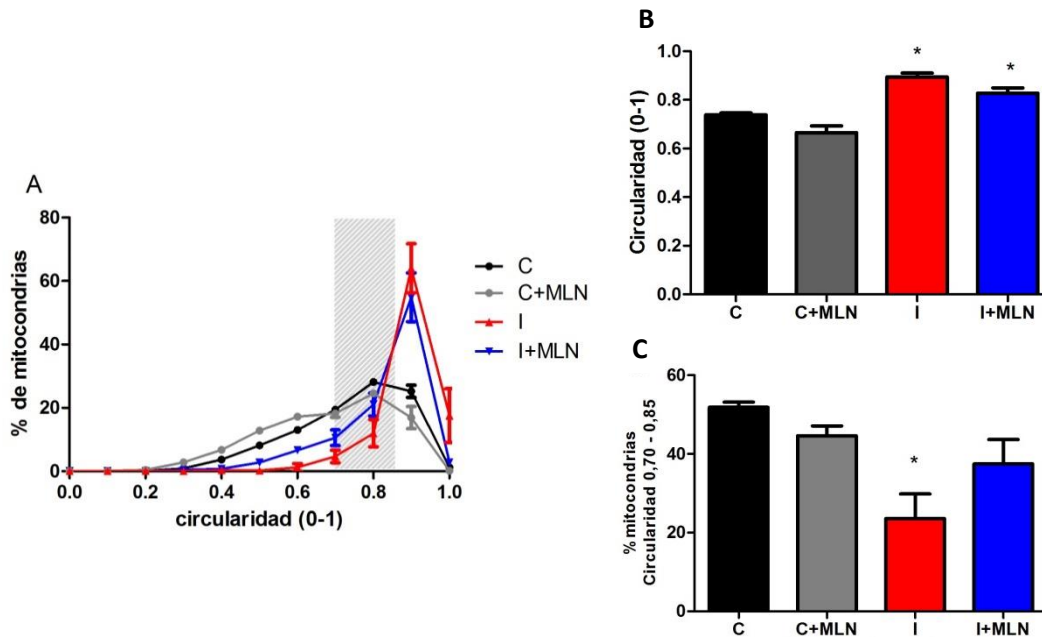 A
% de mitocondrias
80
60
40
20
0
0.0 0.2 0.4 0.6 0.8 1.0
circularidad (0-1)
C
C+MLN
I
I+MLN
B
Circularidad (0-1)
1.0
0.8
0.6
0.4
0.2
0.0
* *
C C+MLN I I+MLN
C
%mitocondrias
Circularidad 0,70 - 0,85
60
40
20
0
*
C C+MLN I I+MLN